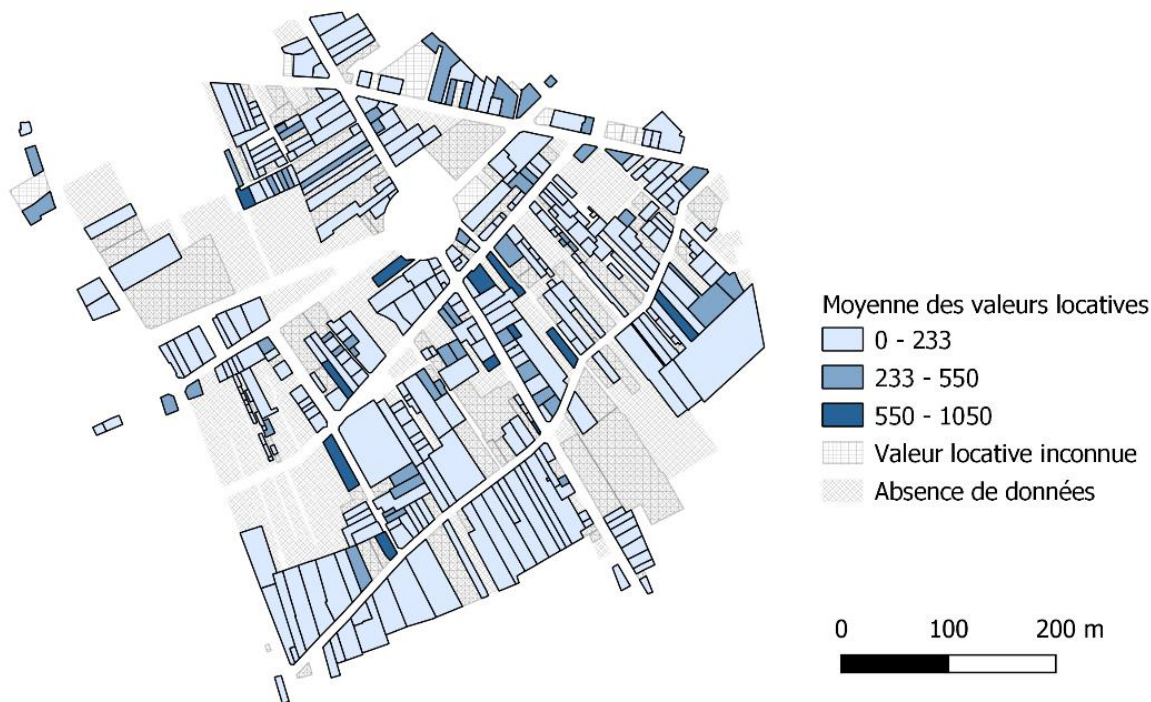 Moyenne des valeurs locatives
0 - 233
233 - 550
550 - 1050
Valeur locative inconnue
Absence de données
0 100 200 m